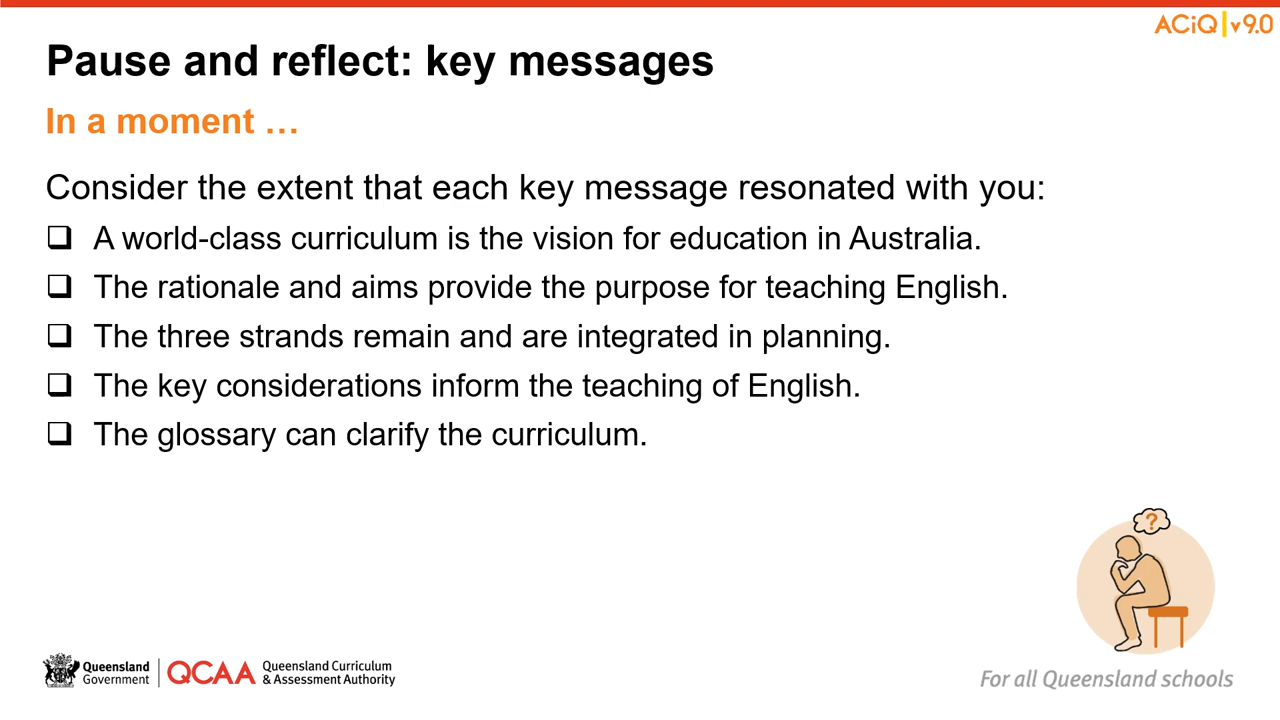 ACiQ v9.0
Pause and reflect: key messages
In a moment …
Consider the extent that each key message resonated with you:
❑ A world-class curriculum is the vision for education in Australia.
❑ The rationale and aims provide the purpose for teaching English.
❑ The three strands remain and are integrated in planning.
❑ The key considerations inform the teaching of English.
❑ The glossary can clarify the curriculum.
?
Queensland
Government
QCAA
Queensland Curriculum
& Assessment Authority
For all Queensland schools